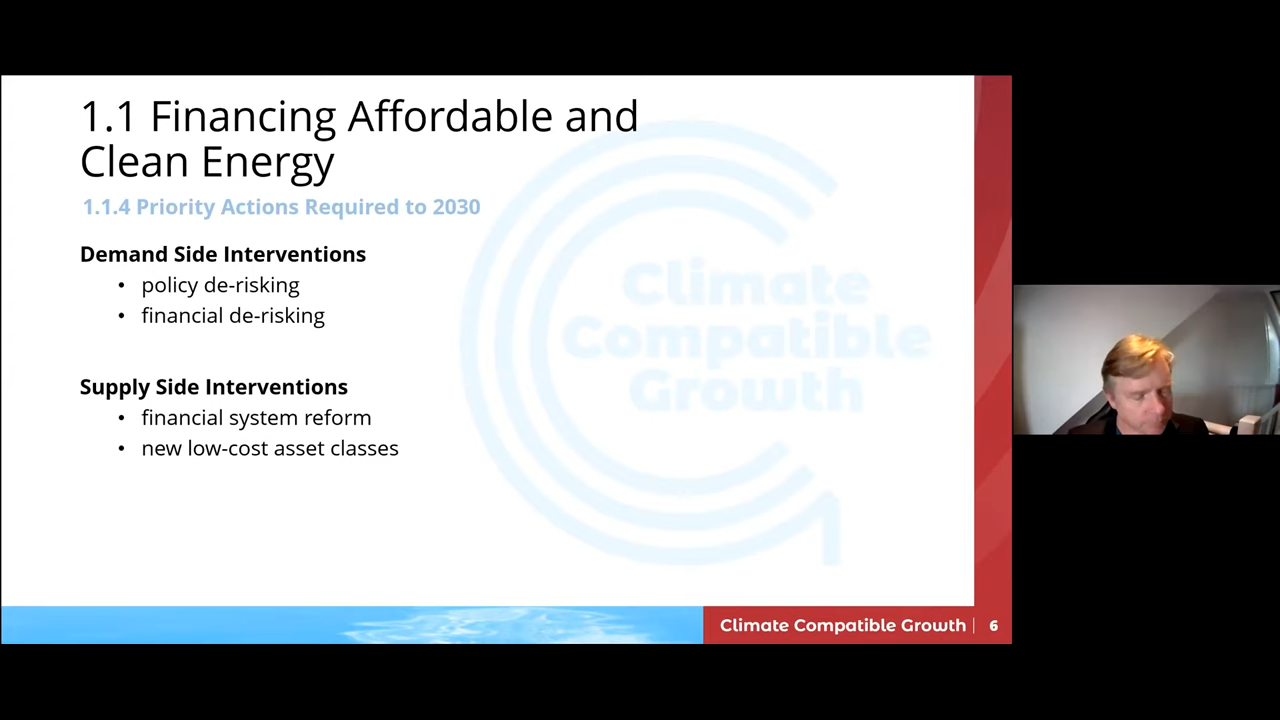 1.1 Financing Affordable and
Clean Energy
1.1.4 Priority Actions Required to 2030
Demand Side Interventions
• policy de-risking
• financial de-risking
Supply Side Interventions
• financial system reform
• new low-cost asset classes
Climate
Compatible
Growth
Climate Compatible Growth | 6